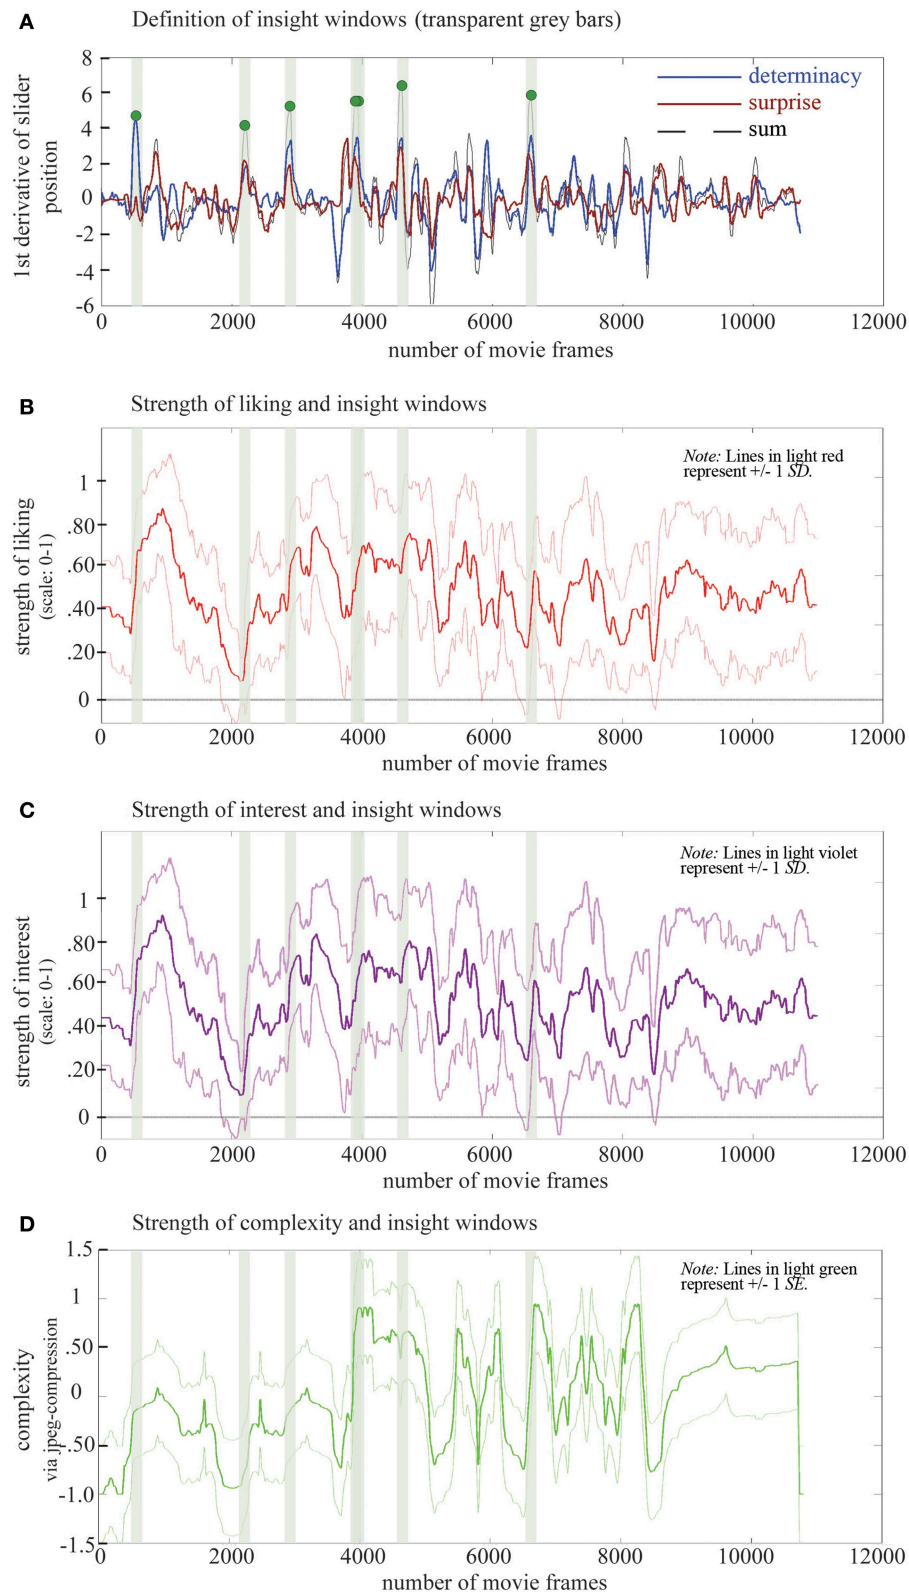 A
Definition of insight windows (transparent grey bars)
1st derivative of slider
position
8
6
4
2
0
-2
-4
-6
determinacy
surprise
sum
0 2000 4000 6000 8000 10000 12000
number of movie frames
B
Strength of liking and insight windows
Note: Lines in light red
represent +/- 1 SD.
strength of liking
(scale: 0-1)
1
.80
.60
.40
.20
0
0 2000 4000 6000 8000 10000 12000
number of movie frames
C
Strength of interest and insight windows
Note: Lines in light violet
represent +/- 1 SD.
strength of interest
(scale: 0-1)
1
.80
.60
.40
.20
0
0 2000 4000 6000 8000 10000 12000
number of movie frames
D
Strength of complexity and insight windows
Note: Lines in light green
represent +/- 1 SE.
complexity
via jpeg-compression
1.5
1
.50
0
-.50
-1.0
-1.5
0 2000 4000 6000 8000 10000 12000
number of movie frames